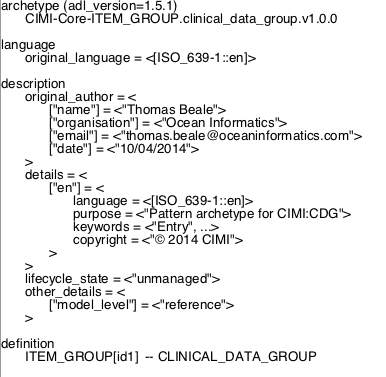 archetype (adl_version=1.5.1)
CIMI-Core-ITEM_GROUP.clinical_data_group.v1.0.0
language
original_language = <[ISO_639-1::en]>
description
original_author = <
["name"] = <"Thomas Beale">
["organisation"] = <"Ocean Informatics">
["email"] = <"thomas.beale@oceaninformatics.com">
["date"] = <"10/04/2014">
>
details = <
["en"] = <
language = <[ISO_639-1::en]>
purpose = <"Pattern archetype for CIMI:CDG">
keywords = <"Entry", ...>
copyright = <"© 2014 CIMI">
>
>
lifecycle_state = <"unmanaged">
other_details = <
["model_level"] = <"reference">
>
definition
ITEM_GROUP[id1] -- CLINICAL_DATA_GROUP